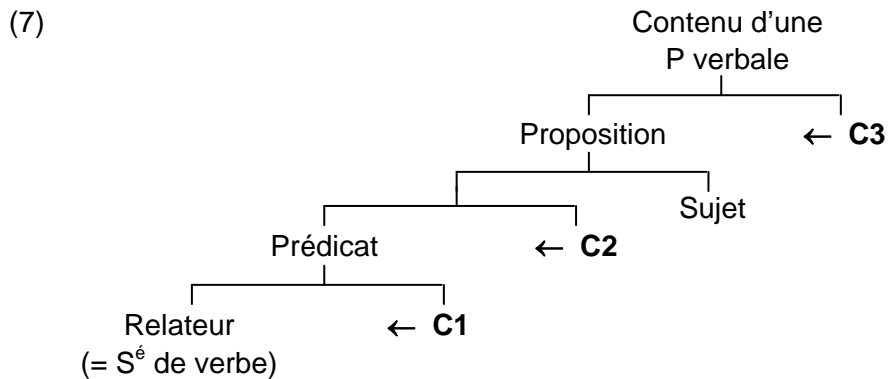 (7)
Contenu d’une
P verbale
Proposition
← C3
Sujet
Prédicat
← C2
Relateur
(= Sé de verbe)
← C1